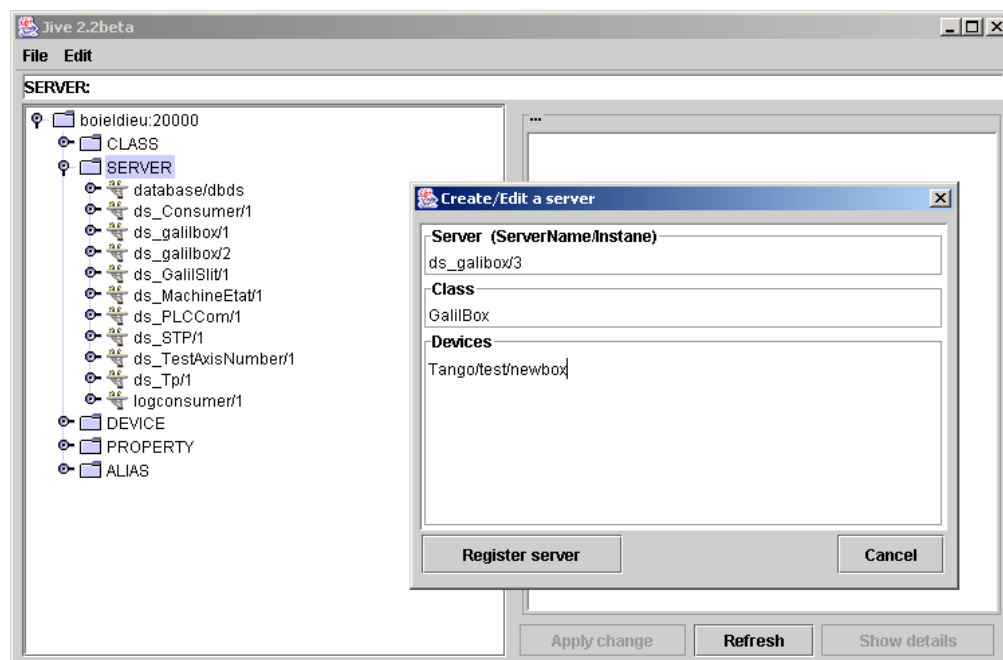 Jive 2.2beta
File Edit
SERVER:
boieldieu:20000
CLASS
SERVER
database/dbds
ds_Consumer/1
ds_galilbox/1
ds_galilbox/2
ds_GalilSlit/1
ds_MachineEtat/1
ds_PLCCom/1
ds_STP/1
ds_TestAxisNumber/1
ds_Tp/1
logconsumer/1
DEVICE
PROPERTY
ALIAS
...
Create/Edit a server
Server (ServerName/Instane)
ds_galibox/3
Class
GalilBox
Devices
Tango/test/newbox
Register server Cancel
Apply change Refresh Show details